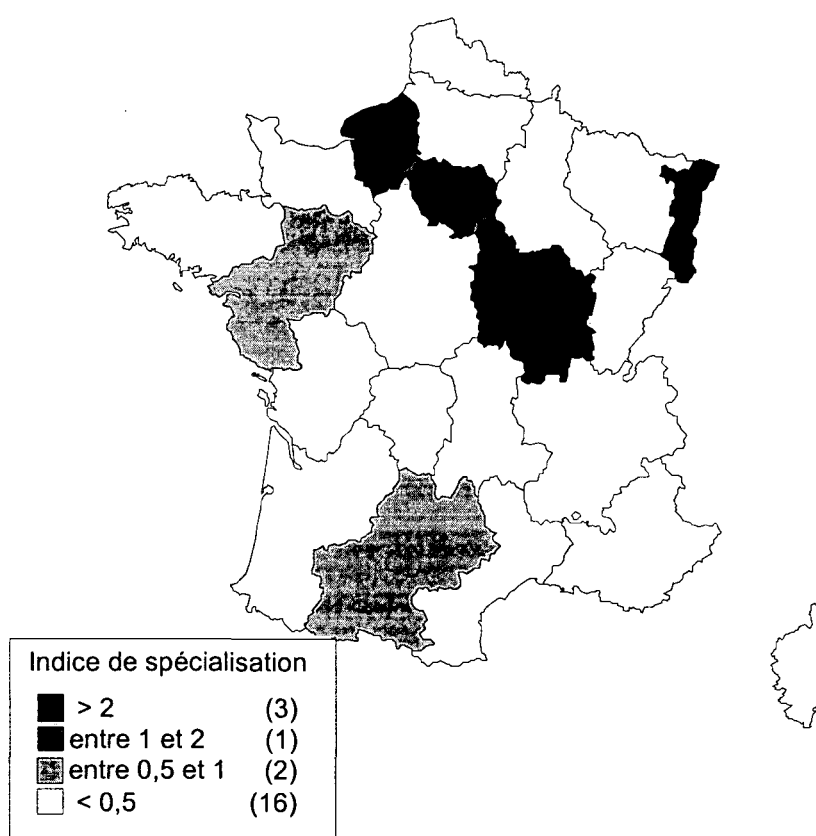 Indice de spécialisation
> 2 (3)
entre 1 et 2 (1)
entre 0,5 et 1 (2)
< 0,5 (16)